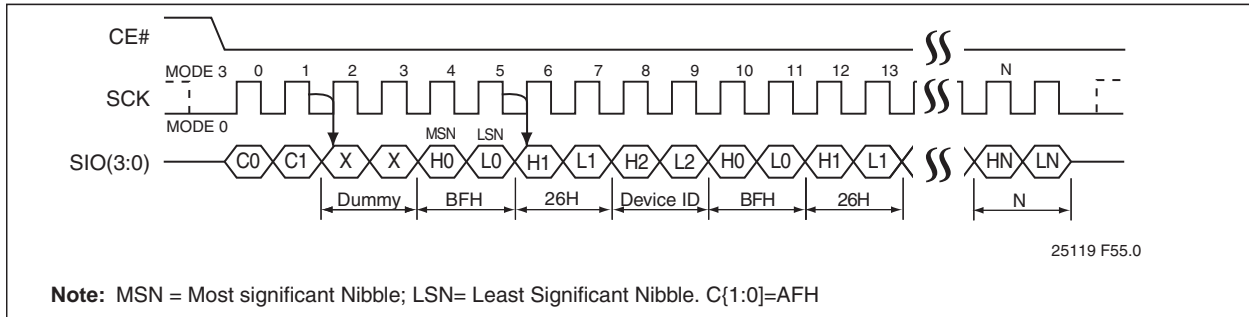 CE#
MODE 3 0 1 2 3 4 5 6 7 8 9 10 11 12 13 N
SCK
MODE 0
MSN LSN
SIO(3:0) C0 C1 X X H0 L0 H1 L1 H2 L2 H0 L0 H1 L1 HN LN
Dummy BFH 26H Device ID BFH 26H N
25119 F55.0
Note: MSN = Most significant Nibble; LSN= Least Significant Nibble. C{1:0]=AFH